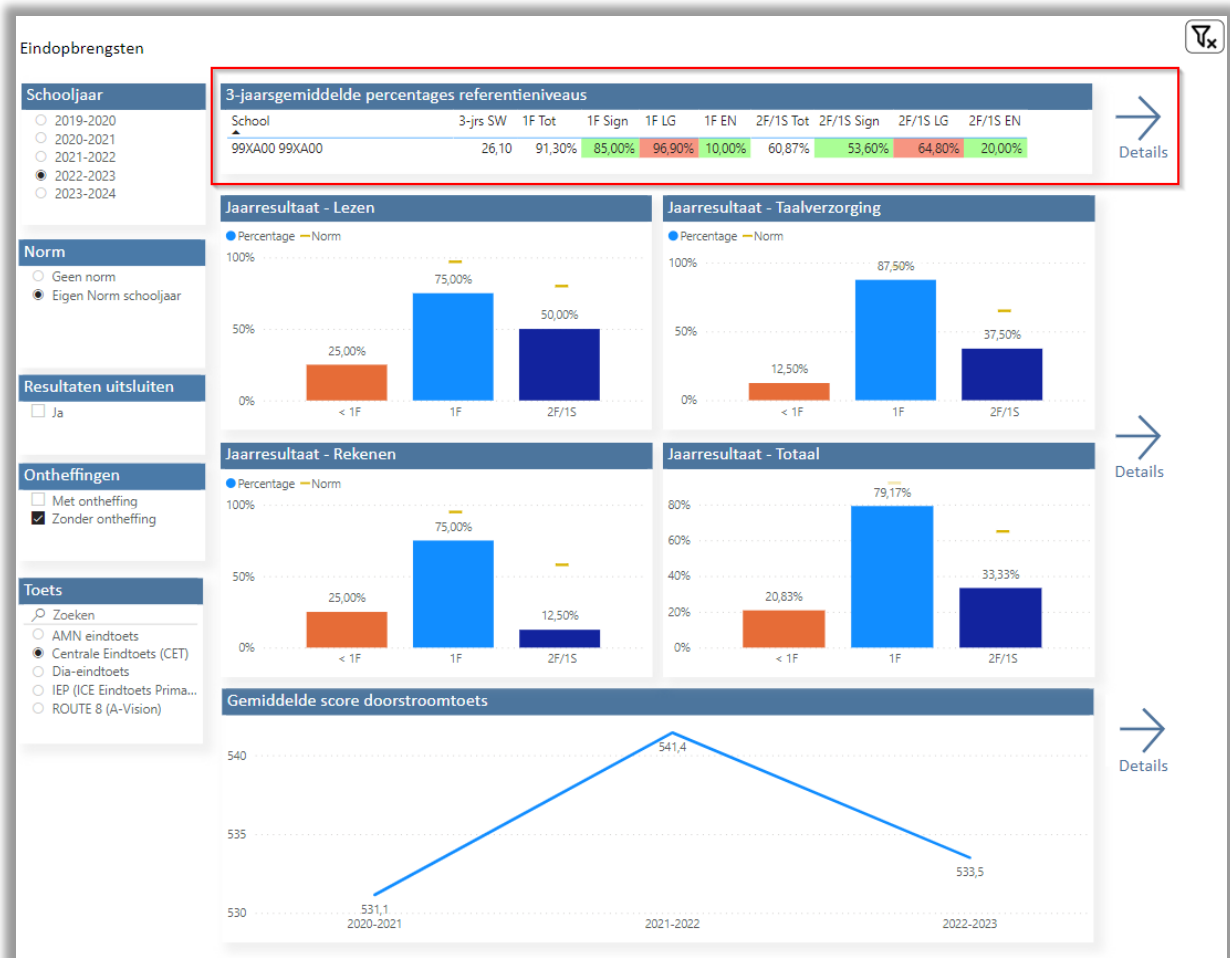 Eindopbrengsten
Schooljaar
2019-2020
2020-2021
2021-2022
2022-2023
2023-2024
Norm
Geen norm
Eigen Norm schooljaar
Resultaten uitsluiten
Ja
Ontheffingen
Met ontheffing
Zonder ontheffing
Toets
Zoeken
AMN eindtoets
Centrale Eindtoets (CET)
Dia-eindtoets
IEP (ICE Eindtoets Prima...
ROUTE 8 (A-Vision)
3-jaarsgemiddelde percentages referentieniveaus
School 3-jrs SW 1F Tot 1F Sign 1F LG 1F EN 2F/1S Tot 2F/1S Sign 2F/1S LG 2F/1S EN
99XA00 99XA00 26,10 91,30% 85,00% 96,90% 10,00% 60,87% 53,60% 64,80% 20,00%
Details
Jaarresultaat - Lezen
Percentage Norm
100%
75,00%
50,00%
50%
25,00%
0%
< 1F 1F 2F/1S
Jaarresultaat - Taalverzorging
Percentage Norm
100%
87,50%
50%
37,50%
12,50%
0%
< 1F 1F 2F/1S
Jaarresultaat - Rekenen
Percentage Norm
100%
75,00%
50%
25,00%
12,50%
0%
< 1F 1F 2F/1S
Jaarresultaat - Totaal
79,17%
80%
60%
40%
33,33%
20,83%
20%
0%
< 1F 1F 2F/1S
Details
Gemiddelde score doorstroomtoets
540
541,4
535
533,5
530
531,1
2020-2021 2021-2022 2022-2023
Details